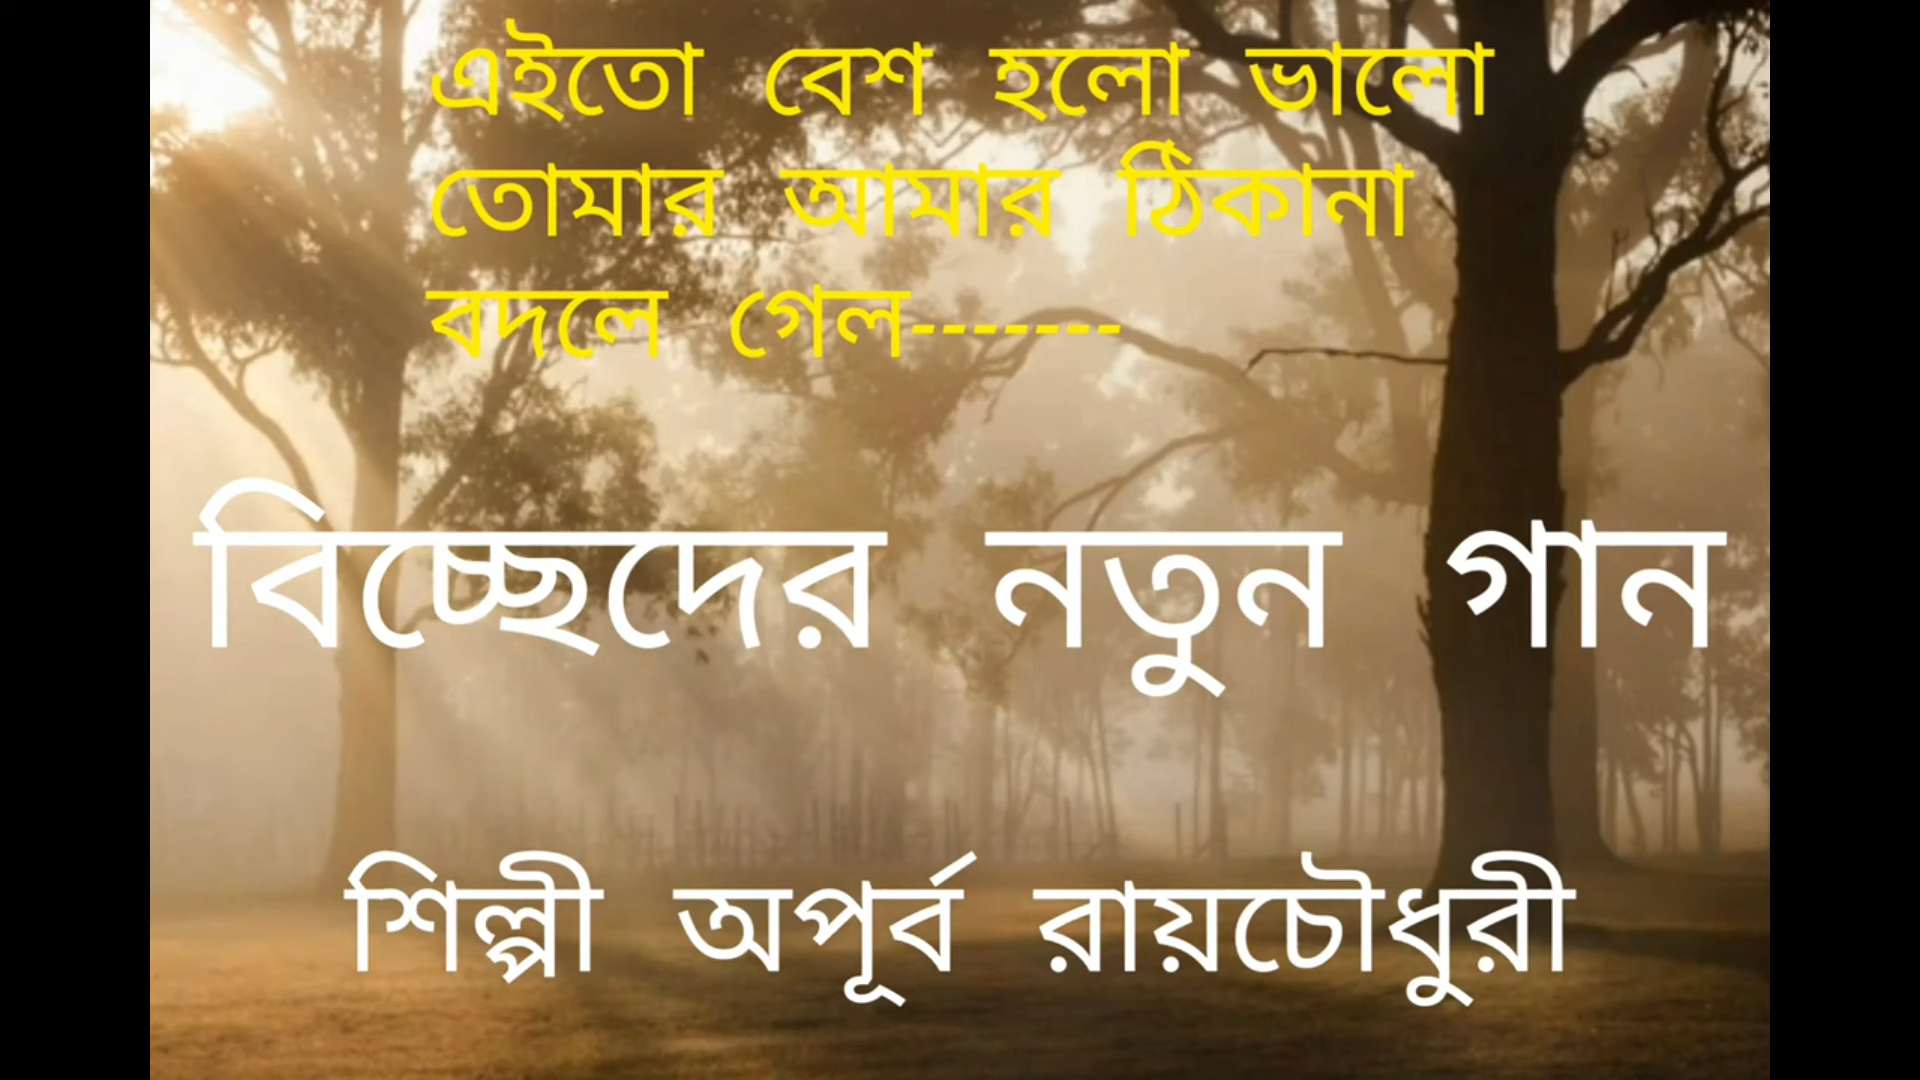 এইতো বেশ হলো ভালো
তোমার আমার ঠিকানা
বদলে গেল-------
বিচ্ছেদের নতুন গান
শিল্পী অপূর্ব রায়চৌধুরী